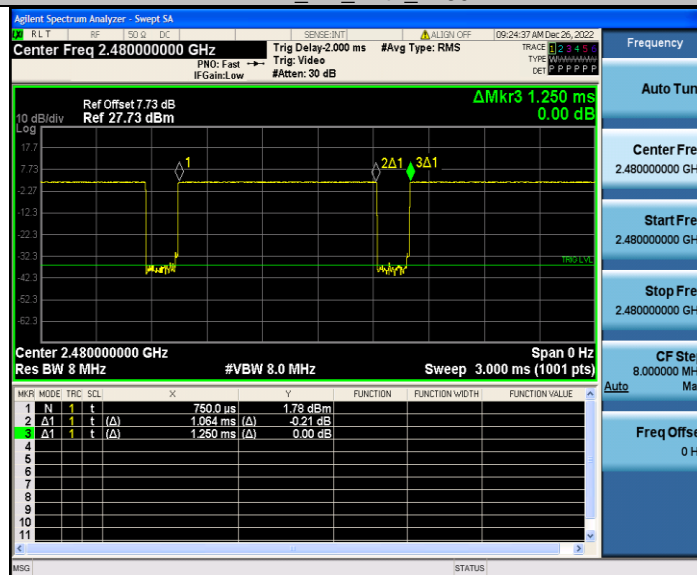 Agilent Spectrum Analyzer - Swept SA
RLT RF 50 Ω DC SENSE:INT ALIGN OFF 09:24:37 AM Dec 26, 2022
Center Freq 2.480000000 GHz
PNO: Fast
IFGain:Low
Trig Delay-2.000 ms
Trig: Video
#Atten: 30 dB
#Avg Type: RMS
TRACE 1 2 3 4 5 6
TYPE WWWWWW
DET P P P P P P
ΔMkr3 1.250 ms
0.00 dB
Ref Offset 7.73 dB
10 dB/div Ref 27.73 dBm
Log
17.7
7.73
-2.27
-12.3
-22.3
-32.3
-42.3
-52.3
-62.3
1
2Δ1
3Δ1
TRIG LVL
Center 2.480000000 GHz Span 0 Hz
Res BW 8 MHz #VBW 8.0 MHz Sweep 3.000 ms (1001 pts)
MKR MODE TRC SCL X Y FUNCTION FUNCTION WIDTH FUNCTION VALUE
1 N 1 t 750.0 µs 1.78 dBm
2 Δ1 1 t (Δ) 1.064 ms (Δ) -0.21 dB
3 Δ1 1 t (Δ) 1.250 ms (Δ) 0.00 dB
4
5
6
7
8
9
10
11
MSG STATUS
Frequency
Auto Tun
Center Fre
2.480000000 GH
Start Fre
2.480000000 GH
Stop Fre
2.480000000 GH
CF Ste
8.000000 MH
Auto Ma
Freq Offse
0 H